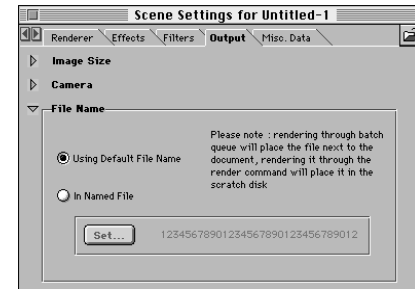 Scene Settings for Untitled-1
Renderer Effects Filters Output Misc. Data
Image Size
Camera
File Name
Please note : rendering through batch
queue will place the file next to the
document, rendering it through the
render command will place it in the
scratch disk
Using Default File Name
In Named File
Set... 12345678901234567890123456789012